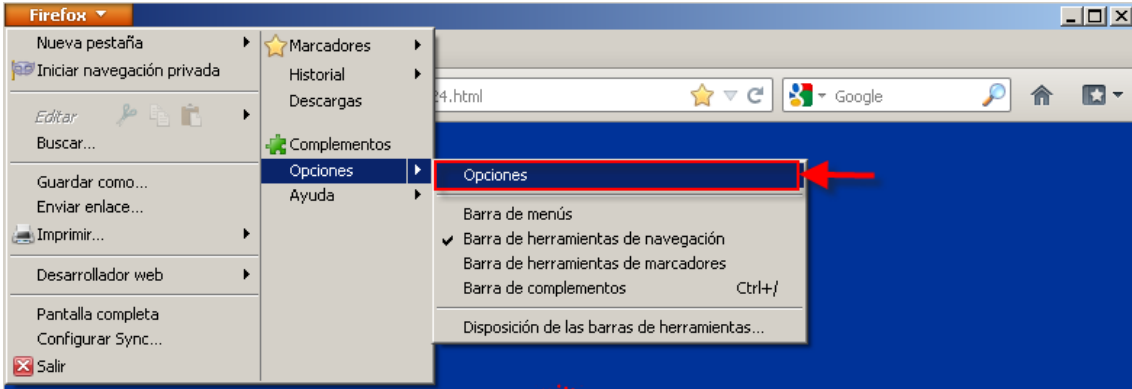 Firefox
Nueva pestaña
Iniciar navegación privada
Editar
Buscar...
Guardar como...
Enviar enlace...
Imprimir...
Desarrollador web
Pantalla completa
Configurar Sync...
Salir
Marcadores
Historial
Descargas
Complementos
Opciones
Ayuda
24.html
Google
Opciones
Barra de menús
Barra de herramientas de navegación
Barra de herramientas de marcadores
Barra de complementos Ctrl+/
Disposición de las barras de herramientas...